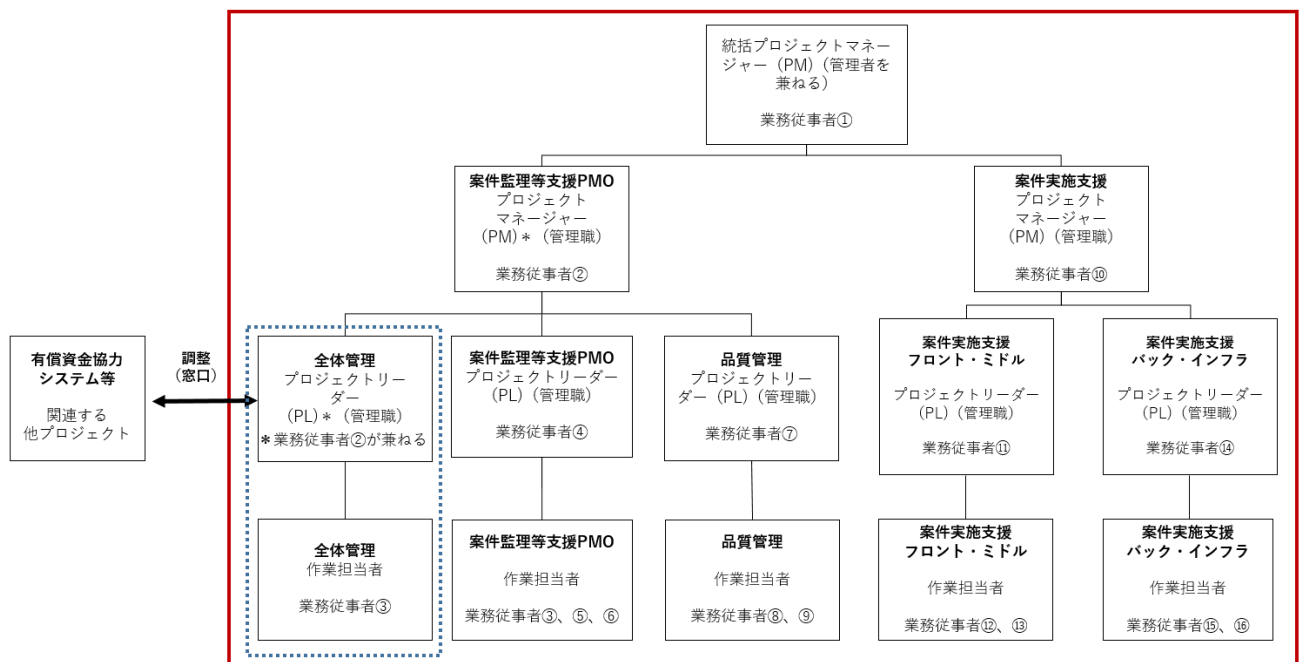 統括プロジェクトマネー
ジャー（PM）（管理者を
兼ねる）
業務従事者①
案件監理等支援PMO
プロジェクト
マネージャー
(PM)＊（管理職）
業務従事者②
案件実施支援
プロジェクト
マネージャー
(PM)（管理職）
業務従事者⑩
有償資金協力
システム等
関連する
他プロジェクト
調整
（窓口）
全体管理
プロジェクトリー
ダー
(PL)＊（管理職）
＊業務従事者②が兼ねる
案件監理等支援PMO
プロジェクトリーダー
(PL)（管理職）
業務従事者④
品質管理
プロジェクトリー
ダー（PL）（管理職）
業務従事者⑦
案件実施支援
フロント・ミドル
プロジェクトリーダー
（PL）（管理職）
業務従事者⑪
案件実施支援
バック・インフラ
プロジェクトリーダー
（PL）（管理職）
業務従事者⑭
全体管理
作業担当者
業務従事者③
案件監理等支援PMO
作業担当者
業務従事者③、⑤、⑥
品質管理
作業担当者
業務従事者⑧、⑨
案件実施支援
フロント・ミドル
作業担当者
業務従事者⑫、⑬
案件実施支援
バック・インフラ
作業担当者
業務従事者⑮、⑯